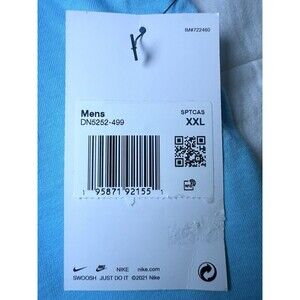 IM#722460
Mens
DN5252-499
SPTCAS
XXL
1 95871 92155 1
NIKE nike.com
SWOOSH JUST DO IT ©2021 Nike